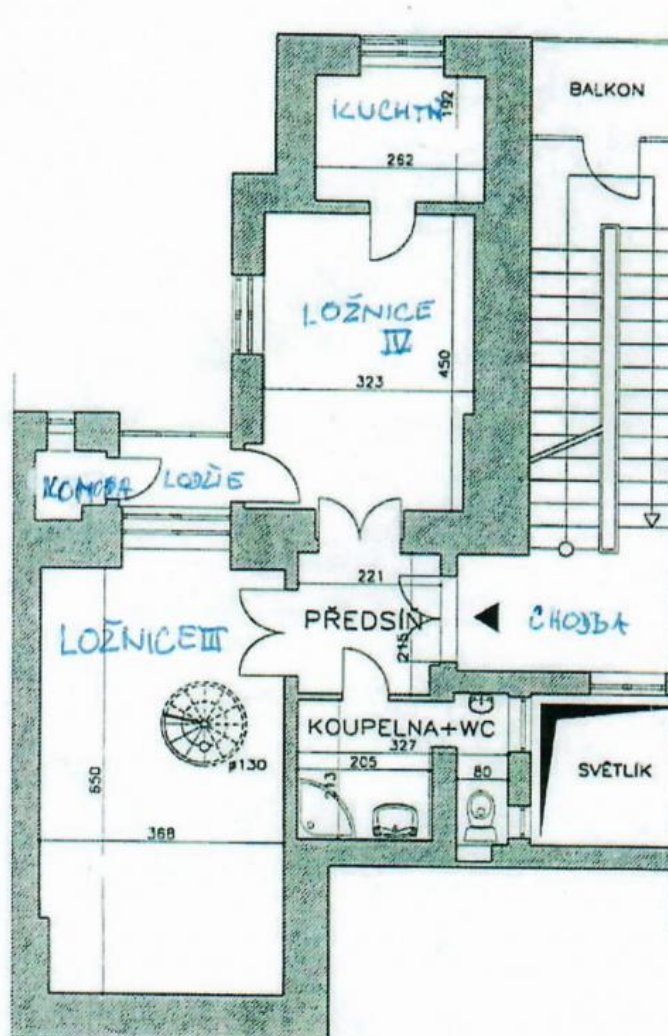 BALKON
KUCHYŇ
192
262
LOŽNICE
IV
450
323
KOMORA
LODŽIE
221
PŘEDSÍŇ
215
CHODBA
LOŽNICE III
KOUPELNA+WC
327
205
80
213
SVĚTLÍK
ø130
650
368